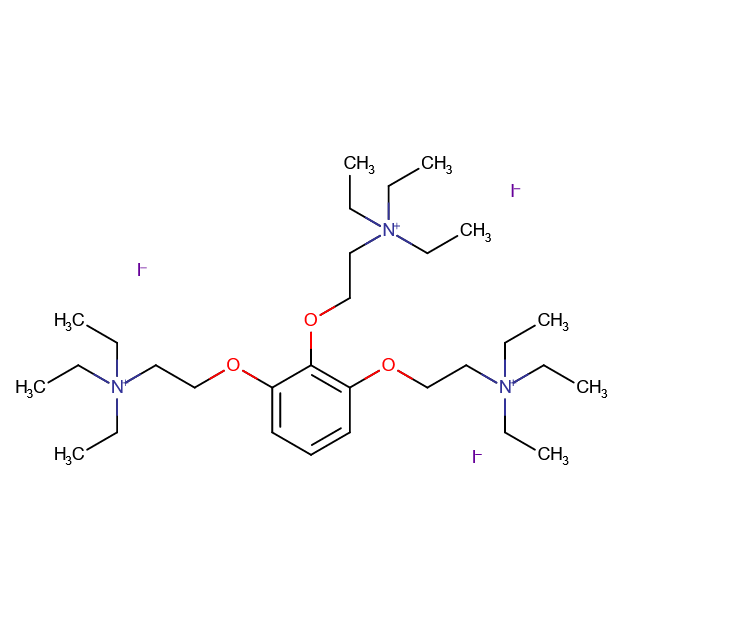 CH₃ CH₃
I⁻
N⁺ CH₃
I⁻
O
H₃C CH₃
O O
H₃C N⁺ N⁺ CH₃
H₃C CH₃
I⁻